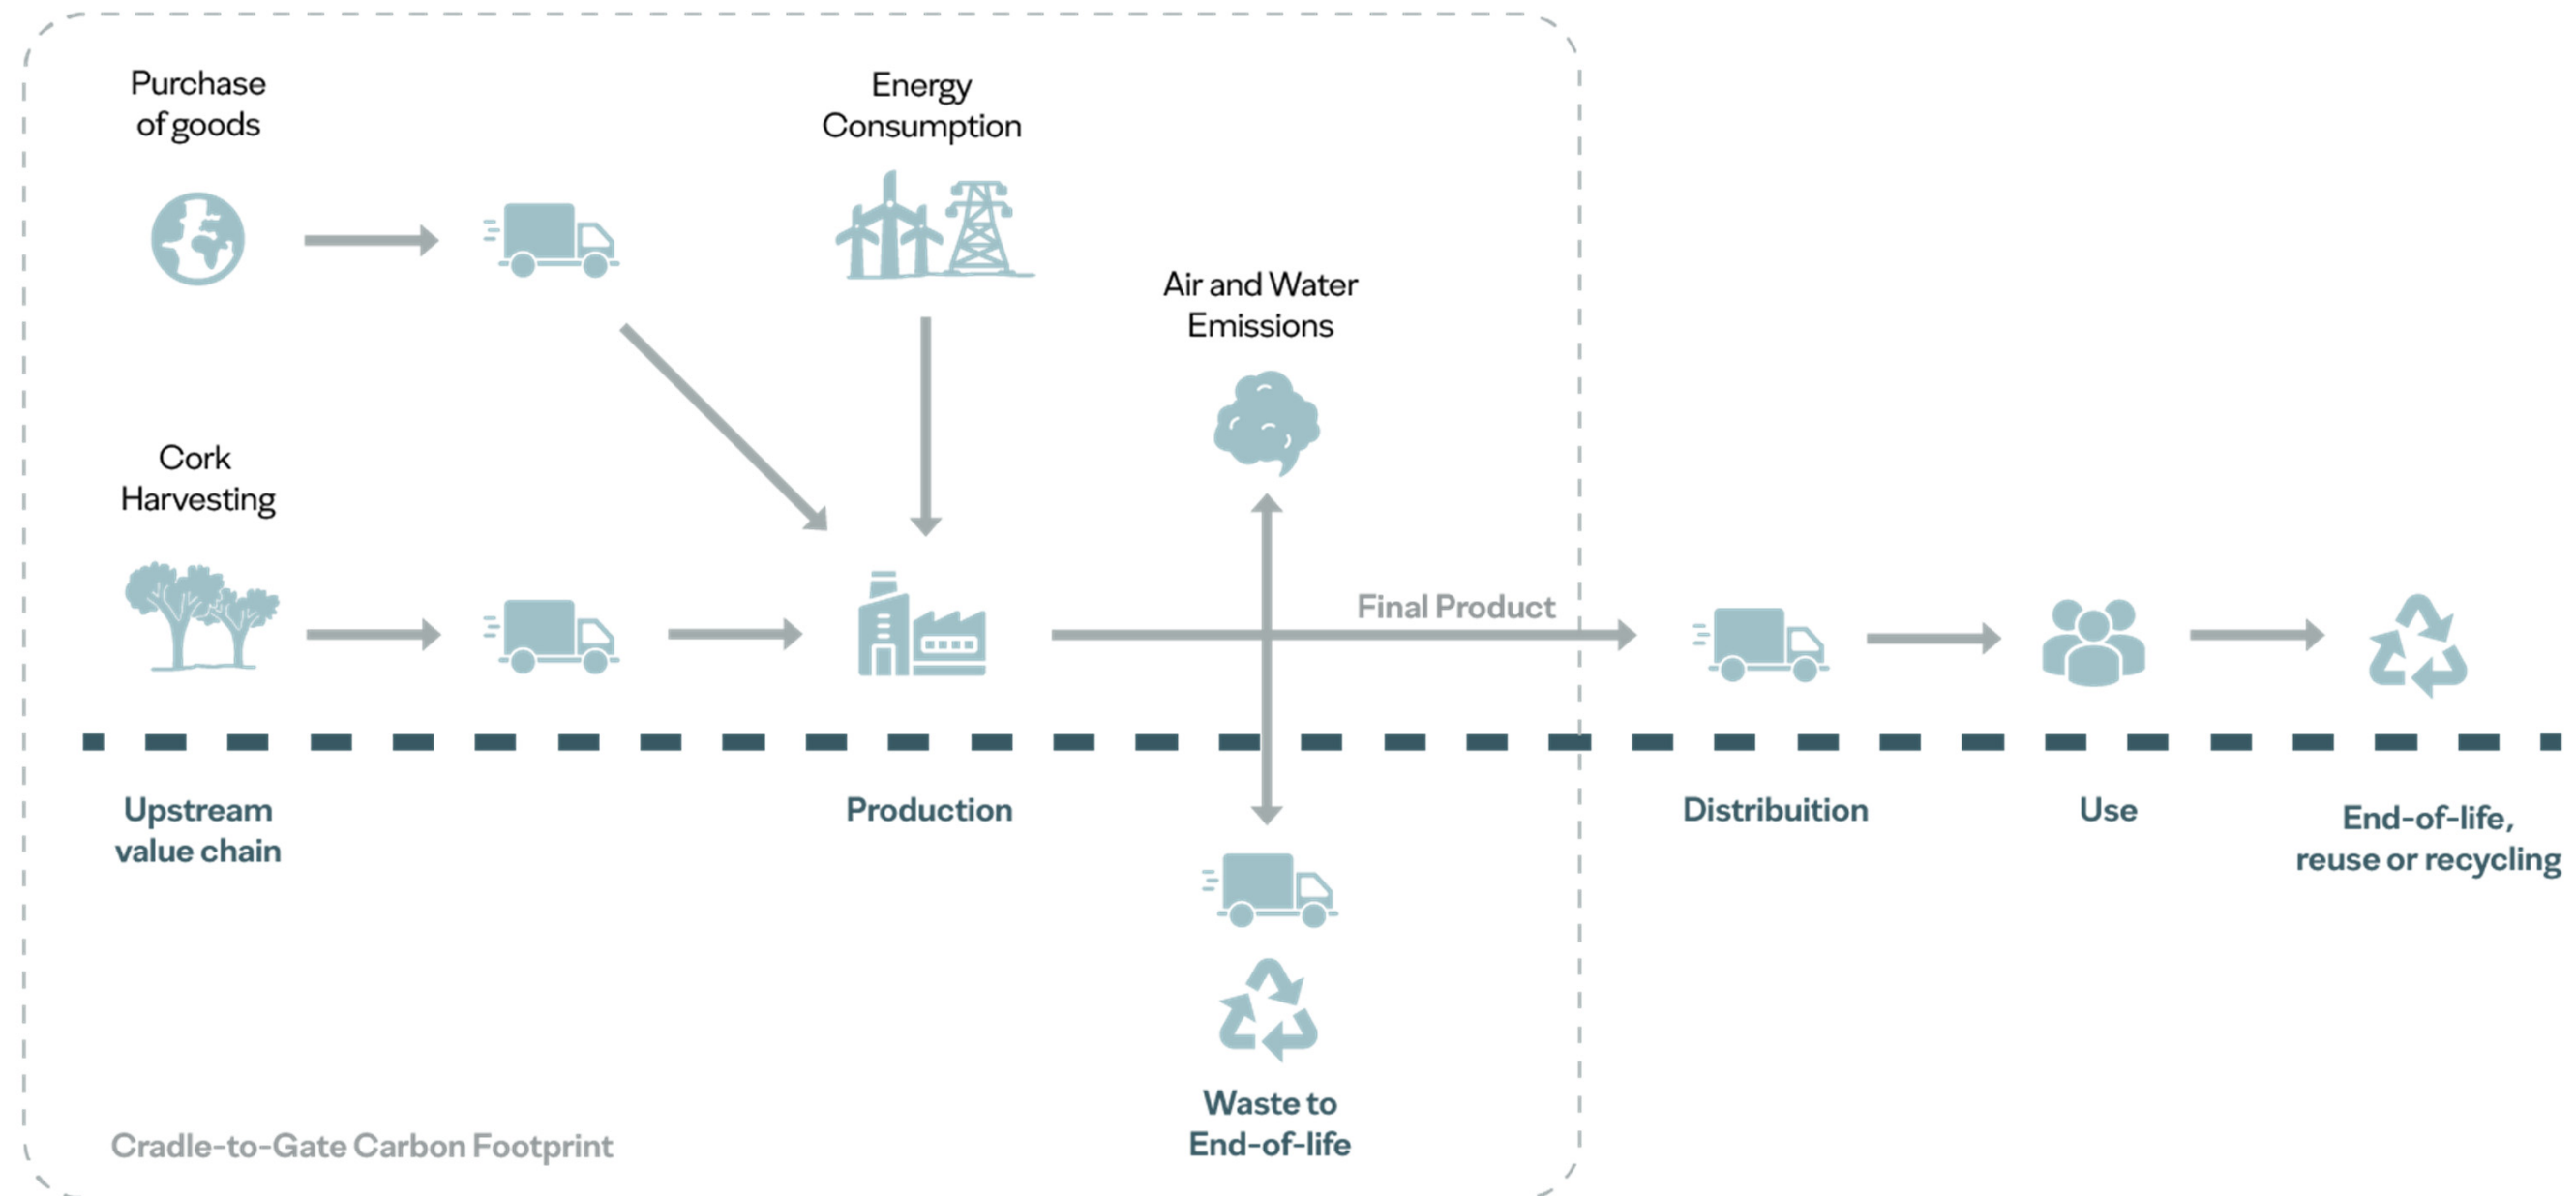 Purchase
of goods
Energy
Consumption
Air and Water
Emissions
Cork
Harvesting
Final Product
Upstream
value chain
Production
Distribuition
Use
End-of-life,
reuse or recycling
Waste to
End-of-life
Cradle-to-Gate Carbon Footprint